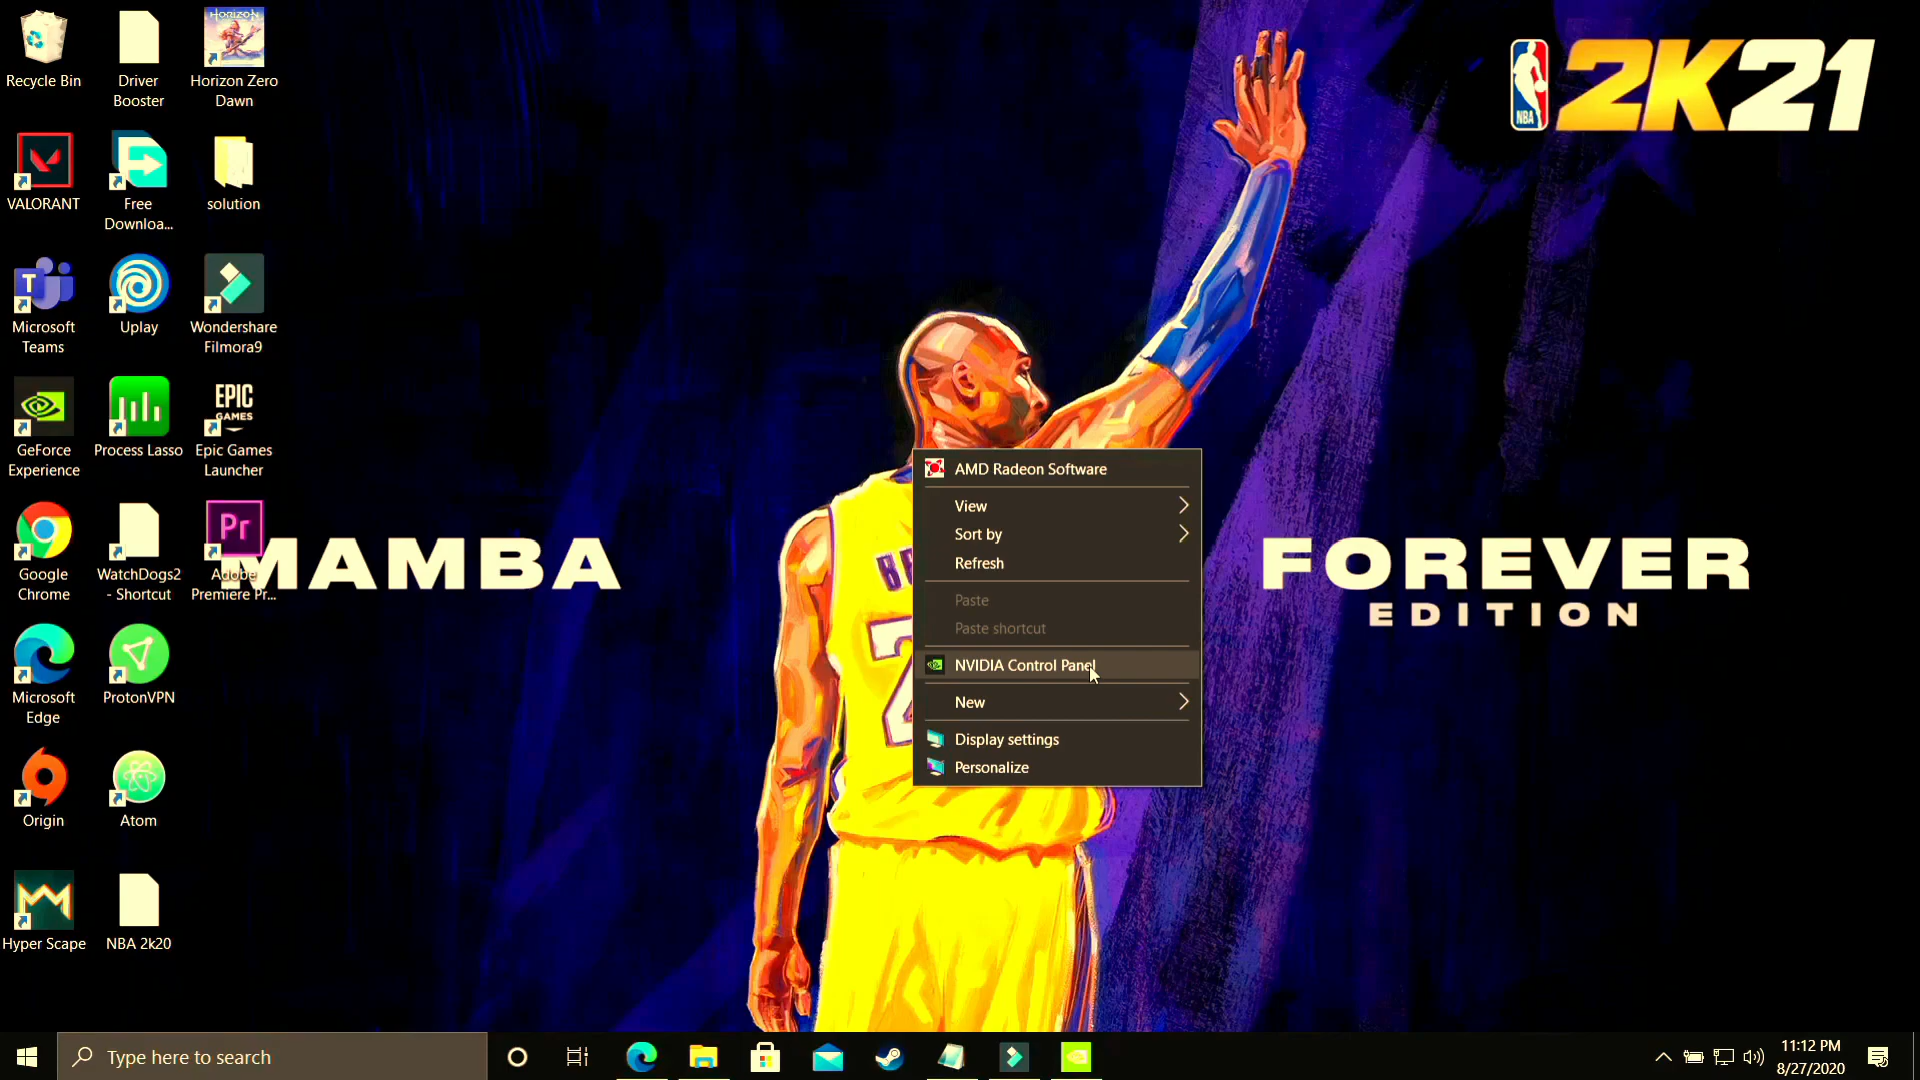 Recycle Bin
Driver
Booster
Horizon Zero
Dawn
HORIZON
VALORANT
Free
Downloa...
solution
Microsoft
Teams
Uplay
Wondershare
Filmora9
GeForce
Experience
Process Lasso
EPIC
GAMES
Epic Games
Launcher
Google
Chrome
WatchDogs2
- Shortcut
Pr
Adobe
Premiere Pr...
Microsoft
Edge
ProtonVPN
Origin
Atom
Hyper Scape
NBA 2k20
NBA
2K21
MAMBA
FOREVER
EDITION
AMD Radeon Software
View
Sort by
Refresh
Paste
Paste shortcut
NVIDIA Control Panel
New
Display settings
Personalize
Type here to search
11:12 PM
8/27/2020